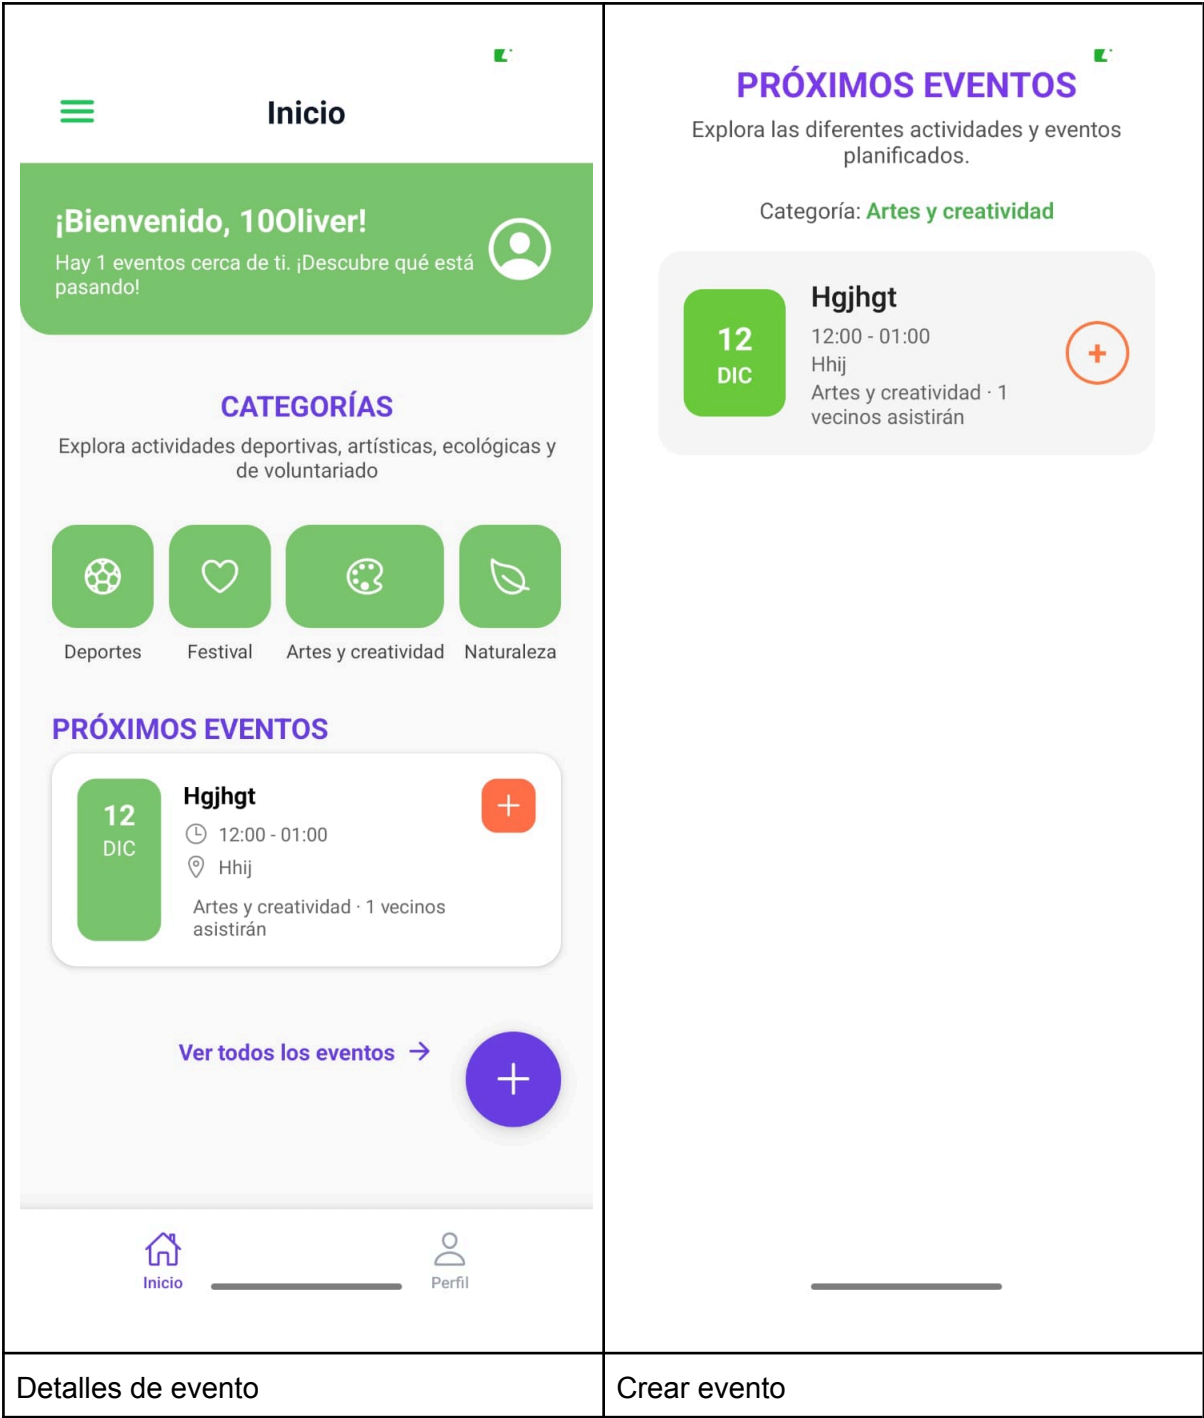 Inicio
¡Bienvenido, 10Oliver!
Hay 1 eventos cerca de ti. ¡Descubre qué está
pasando!
CATEGORÍAS
Explora actividades deportivas, artísticas, ecológicas y
de voluntariado
Deportes
Festival
Artes y creatividad
Naturaleza
PRÓXIMOS EVENTOS
12
DIC
Hgjhgt
12:00 - 01:00
Hhij
Artes y creatividad · 1 vecinos
asistirán
Ver todos los eventos →
Inicio
Perfil
PRÓXIMOS EVENTOS
Explora las diferentes actividades y eventos
planificados.
Categoría: Artes y creatividad
12
DIC
Hgjhgt
12:00 - 01:00
Hhij
Artes y creatividad · 1
vecinos asistirán
Detalles de evento
Crear evento